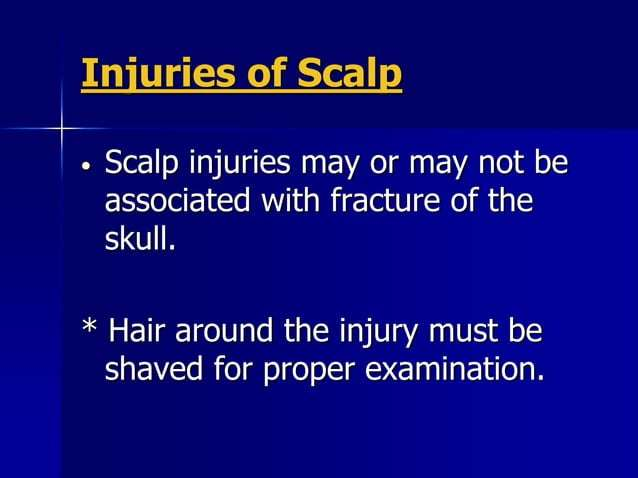 Injuries of Scalp
• Scalp injuries may or may not be
associated with fracture of the
skull.
* Hair around the injury must be
shaved for proper examination.